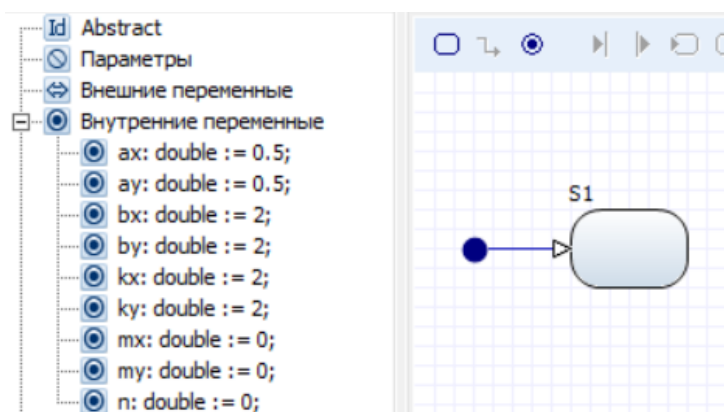 Id Abstract
Параметры
Внешние переменные
Внутренние переменные
ax: double := 0.5;
ay: double := 0.5;
bx: double := 2;
by: double := 2;
kx: double := 2;
ky: double := 2;
mx: double := 0;
my: double := 0;
n: double := 0;
S1